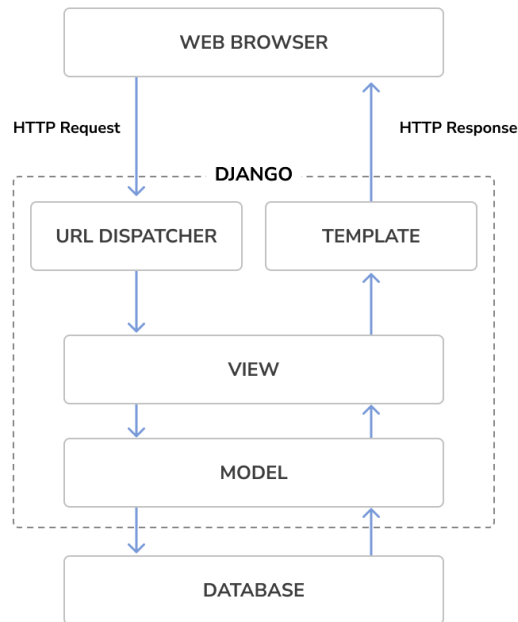 WEB BROWSER
HTTP Request
HTTP Response
DJANGO
URL DISPATCHER
TEMPLATE
VIEW
MODEL
DATABASE